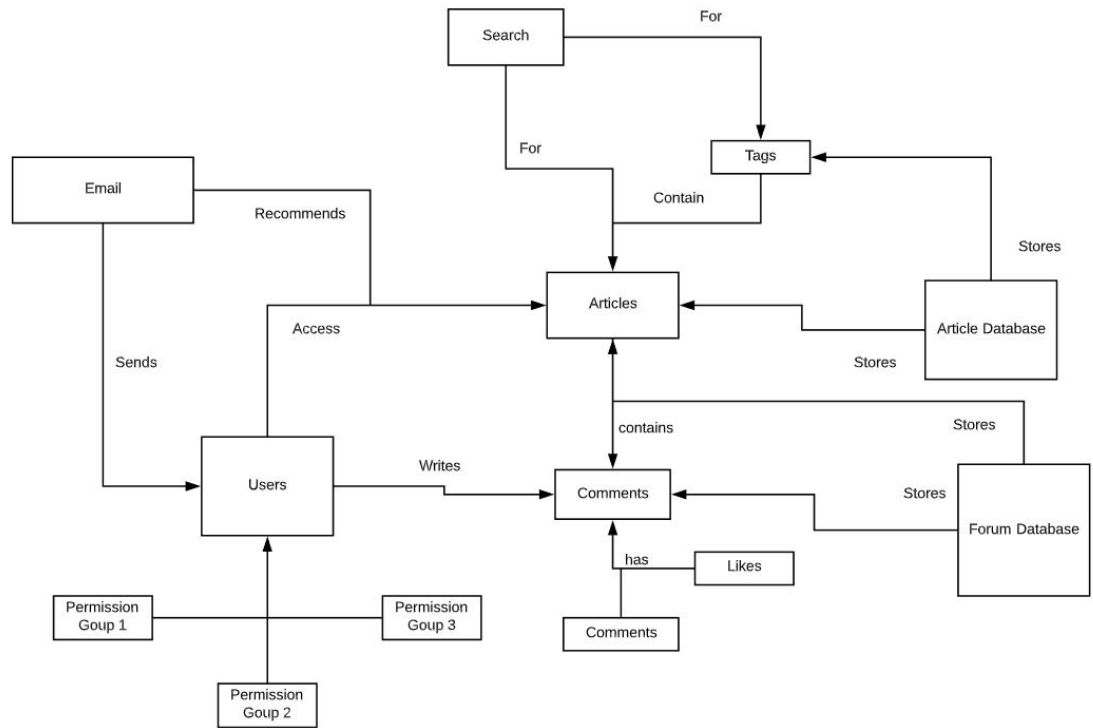 For
Search
For
Tags
Email
Contain
Recommends
Stores
Articles
Access
Article Database
Sends
Stores
contains
Stores
Writes
Users
Comments
Stores
Forum Database
has
Likes
Permission
Goup 1
Permission
Goup 3
Comments
Permission
Goup 2